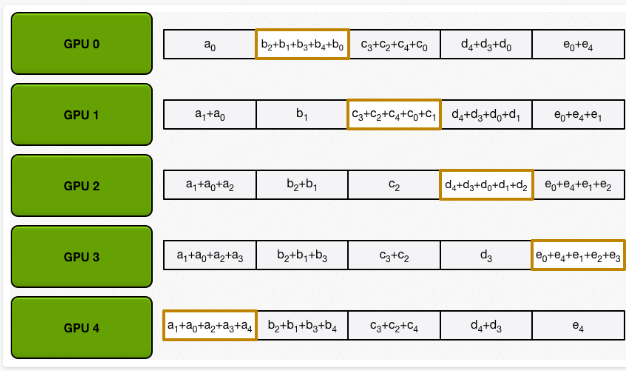 GPU 0 a₀ b₂+b₁+b₃+b₄+b₀ c₃+c₂+c₄+c₀ d₄+d₃+d₀ e₀+e₄
GPU 1 a₁+a₀ b₁ c₃+c₂+c₄+c₀+c₁ d₄+d₃+d₀+d₁ e₀+e₄+e₁
GPU 2 a₁+a₀+a₂ b₂+b₁ c₂ d₄+d₃+d₀+d₁+d₂ e₀+e₄+e₁+e₂
GPU 3 a₁+a₀+a₂+a₃ b₂+b₁+b₃ c₃+c₂ d₃ e₀+e₄+e₁+e₂+e₃
GPU 4 a₁+a₀+a₂+a₃+a₄ b₂+b₁+b₃+b₄ c₃+c₂+c₄ d₄+d₃ e₄